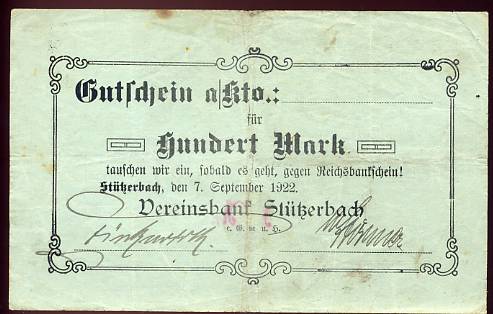 Gutschein a/Kto.:
für
Hundert Mark
tauschen wir ein, sobald es geht, gegen Reichsbankschein!
Stützerbach, den 7. September 1922.
Vereinsbank Stützerbach
e. G. m. u. H.